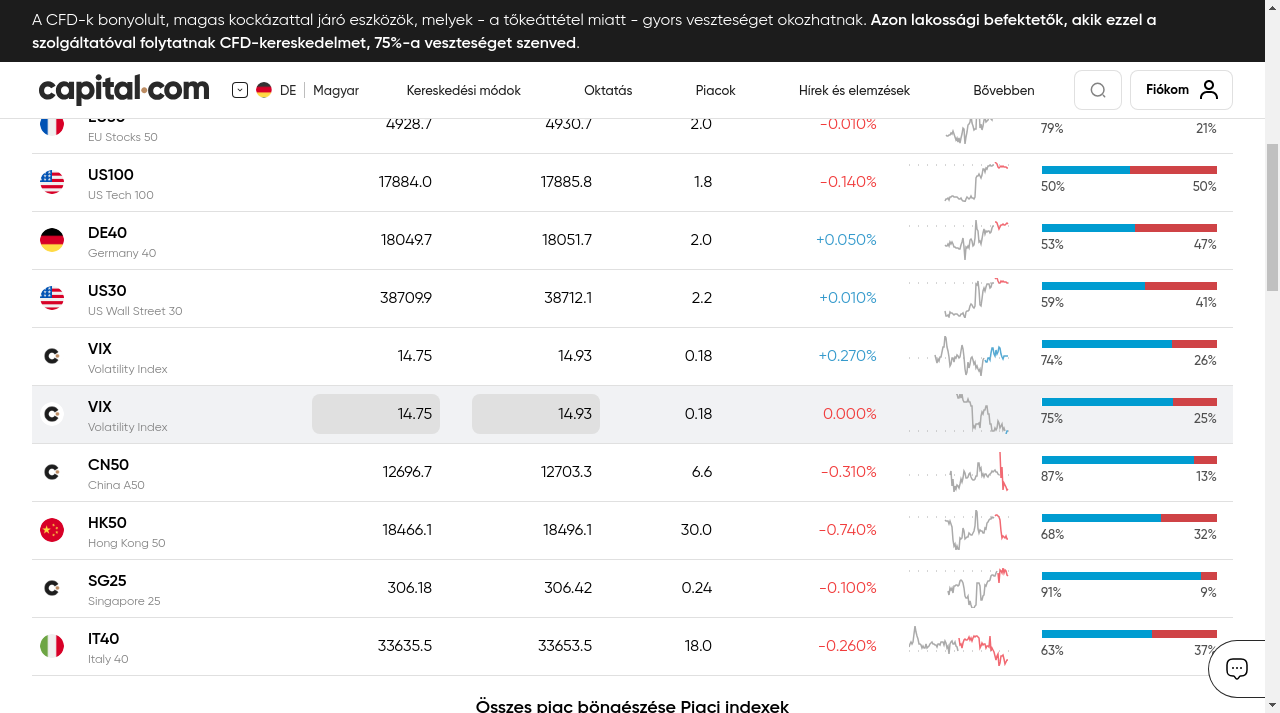 A CFD-k bonyolult, magas kockázattal járó eszközök, melyek - a tőkeáttétel miatt - gyors veszteséget okozhatnak. Azon lakossági befektetők, akik ezzel a
szolgáltatóval folytatnak CFD-kereskedelmet, 75%-a veszteséget szenved.
capital.com DE Magyar Kereskedési módok Oktatás Piacok Hírek és elemzések Bővebben Fiókom
EU50 4928.7 4930.7 2.0 -0.010%
EU Stocks 50 79% 21%
US100 17884.0 17885.8 1.8 -0.140%
US Tech 100 50% 50%
DE40 18049.7 18051.7 2.0 +0.050%
Germany 40 53% 47%
US30 38709.9 38712.1 2.2 +0.010%
US Wall Street 30 59% 41%
VIX 14.75 14.93 0.18 +0.270%
Volatility Index 74% 26%
VIX 14.75 14.93 0.18 0.000%
Volatility Index 75% 25%
CN50 12696.7 12703.3 6.6 -0.310%
China A50 87% 13%
HK50 18466.1 18496.1 30.0 -0.740%
Hong Kong 50 68% 32%
SG25 306.18 306.42 0.24 -0.100%
Singapore 25 91% 9%
IT40 33635.5 33653.5 18.0 -0.260%
Italy 40 63% 37%
Összes piac böngészése Piaci indexek